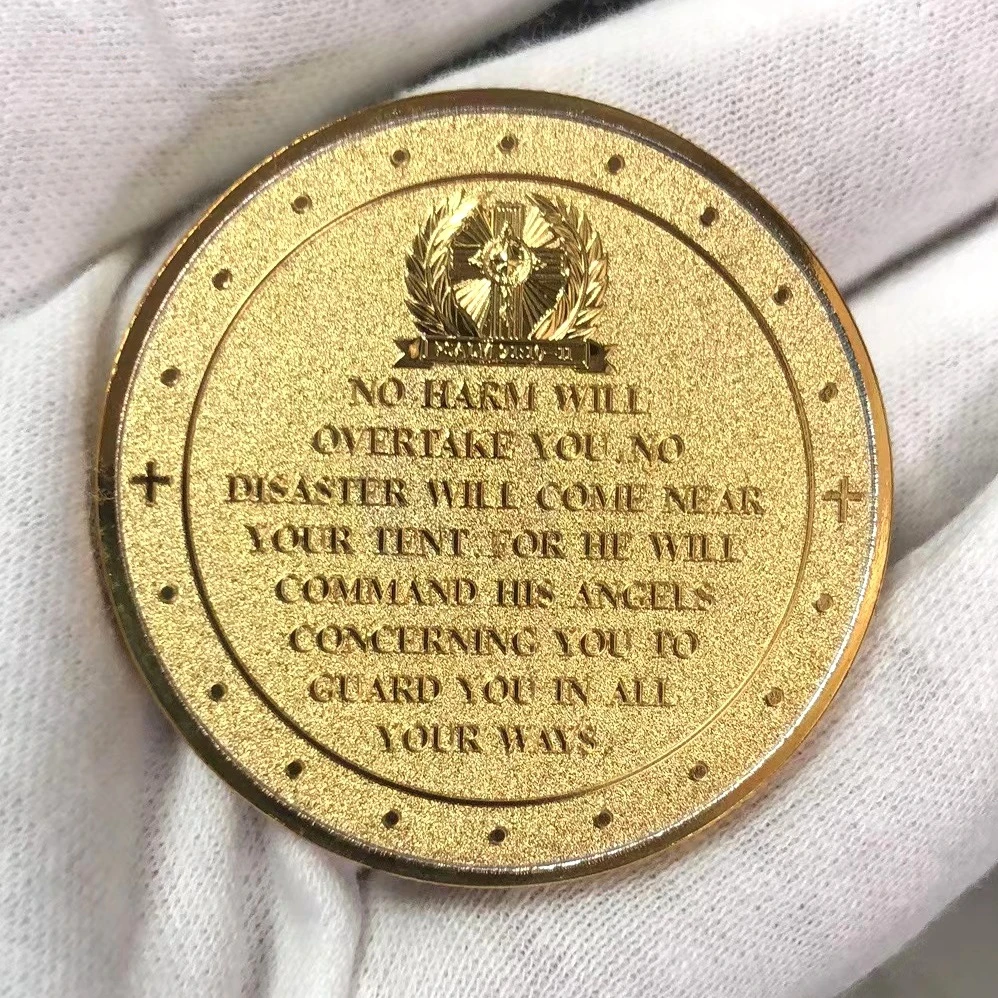 NO HARM WILL
OVERTAKE YOU, NO
DISASTER WILL COME NEAR
YOUR TENT. FOR HE WILL
COMMAND HIS ANGELS
CONCERNING YOU TO
GUARD YOU IN ALL
YOUR WAYS.